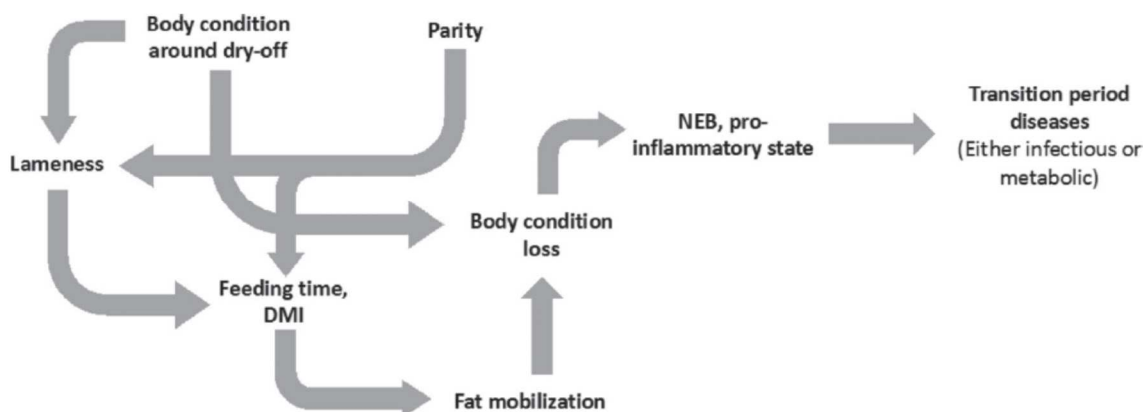 Body condition
around dry-off
Parity
Lameness
NEB, pro-
inflammatory state
Transition period
diseases
(Either infectious or
metabolic)
Body condition
loss
Feeding time,
DMI
Fat mobilization